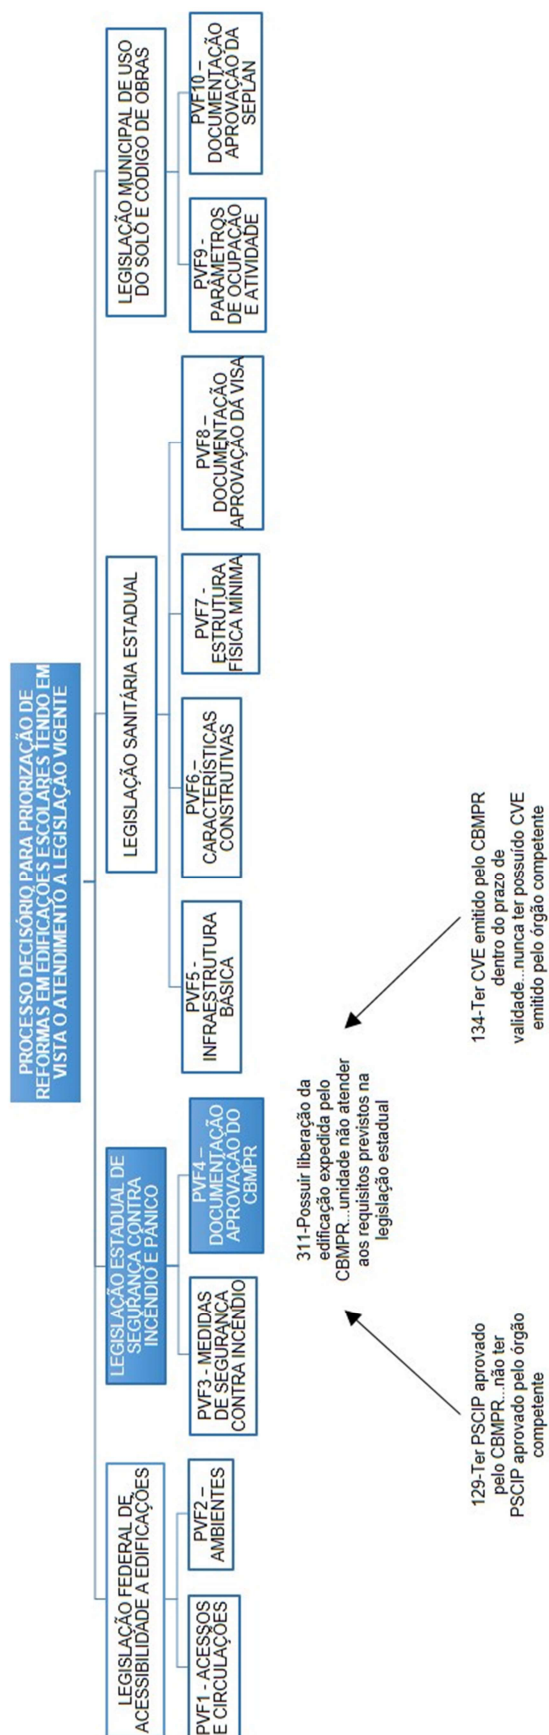 PROCESSO DECISÓRIO PARA PRIORIZAÇÃO DE
REFORMAS EM EDIFICAÇÕES ESCOLARES TENDO EM
VISTA O ATENDIMENTO A LEGISLAÇÃO VIGENTE
LEGISLAÇÃO FEDERAL DE
ACESSIBILIDADE A EDIFICAÇÕES
LEGISLAÇÃO ESTADUAL DE
SEGURANÇA CONTRA
INCÊNDIO E PÂNICO
LEGISLAÇÃO SANITÁRIA ESTADUAL
LEGISLAÇÃO MUNICIPAL DE USO
DO SOLO E CÓDIGO DE OBRAS
PVF1 - ACESSOS
E CIRCULAÇÕES
PVF2 –
AMBIENTES
PVF3 - MEDIDAS
DE SEGURANÇA
CONTRA INCÊNDIO
PVF4 –
DOCUMENTAÇÃO
APROVAÇÃO DO
CBMPR
PVF5 -
INFRAESTRUTURA
BÁSICA
PVF6 –
CARACTERÍSTICAS
CONSTRUTIVAS
PVF7 -
ESTRUTURA
FÍSICA MÍNIMA
PVF8 –
DOCUMENTAÇÃO
APROVAÇÃO DA VISA
PVF9 -
PARÂMETROS
DE OCUPAÇÃO
E ATIVIDADE
PVF10 –
DOCUMENTAÇÃO
APROVAÇÃO DA
SEPLAN
311-Possuir liberação da
edificação expedida pelo
CBMPR...unidade não atender
aos requisitos previstos na
legislação estadual
129-Ter PSCIP aprovado
pelo CBMPR...não ter
PSCIP aprovado pelo órgão
competente
134-Ter CVE emitido pelo CBMPR
dentro do prazo de
validade...nunca ter possuído CVE
emitido pelo órgão competente